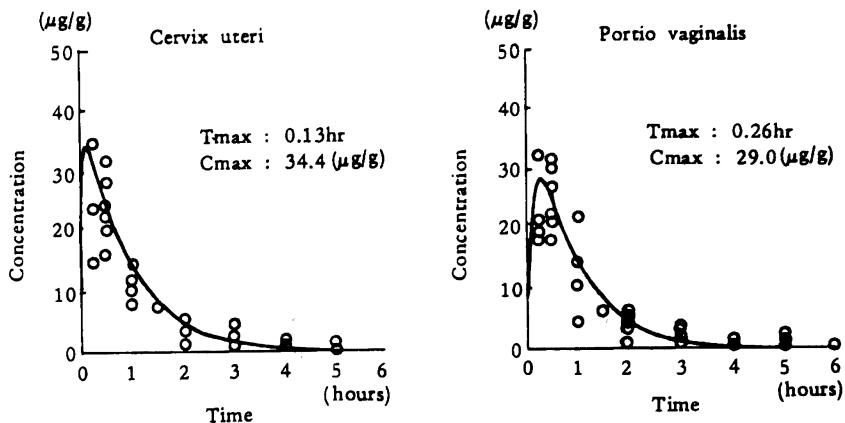 (µg/g)
Cervix uteri
50
40
30
20
10
0
Concentration
Tmax : 0.13hr
Cmax : 34.4 (µg/g)
0 1 2 3 4 5 6
(hours)
Time
(µg/g)
Portio vaginalis
50
40
30
20
10
0
Concentration
Tmax : 0.26hr
Cmax : 29.0 (µg/g)
0 1 2 3 4 5 6
(hours)
Time